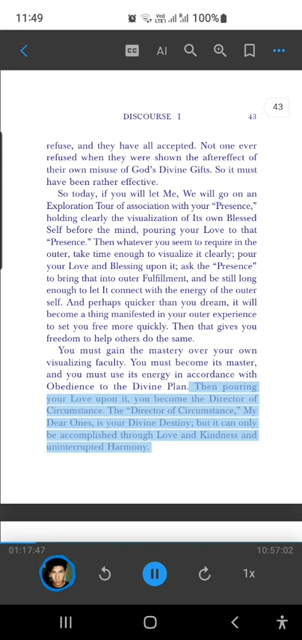 11:49
Vo)) LTE1 100%
CC AI
43
DISCOURSE I 43
refuse, and they have all accepted. Not one ever
refused when they were shown the aftereffect of
their own misuse of God's Divine Gifts. So it must
have been rather effective.
So today, if you will let Me, We will go on an
Exploration Tour of association with your "Presence,"
holding clearly the visualization of Its own Blessed
Self before the mind, pouring your Love to that
"Presence." Then whatever you seem to require in the
outer, take time enough to visualize it clearly; pour
your Love and Blessing upon it; ask the "Presence"
to bring that into outer Fulfillment, and be still long
enough to let It connect with the energy of the outer
self. And perhaps quicker than you dream, it will
become a thing manifested in your outer experience
to set you free more quickly. Then that gives you
freedom to help others do the same.
You must gain the mastery over your own
visualizing faculty. You must become its master,
and you must use its energy in accordance with
Obedience to the Divine Plan. Then pouring
your Love upon it, you become the Director of
Circumstance. The "Director of Circumstance," My
Dear Ones, is your Divine Destiny; but it can only
be accomplished through Love and Kindness and
uninterrupted Harmony.
01:17:47 10:57:02
1x